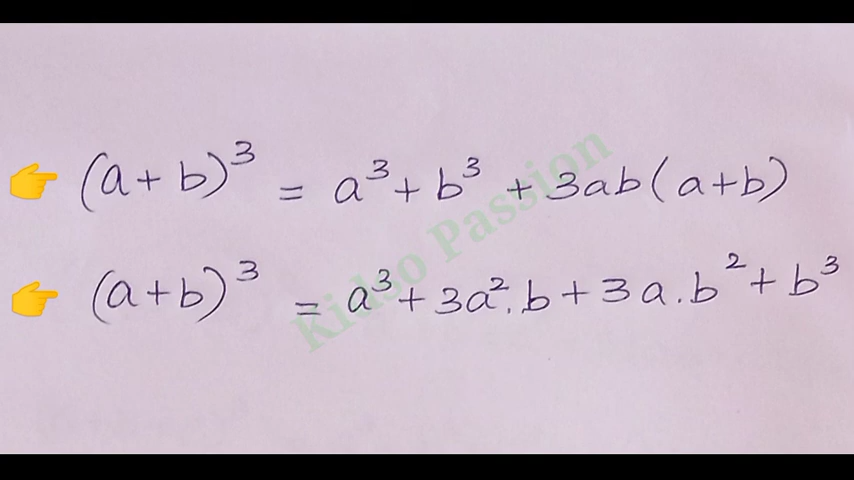 👉 (a+b)³ = a³+b³ +3ab(a+b)
👉 (a+b)³ = a³+3a².b+3a.b²+b³
Kidso Passion